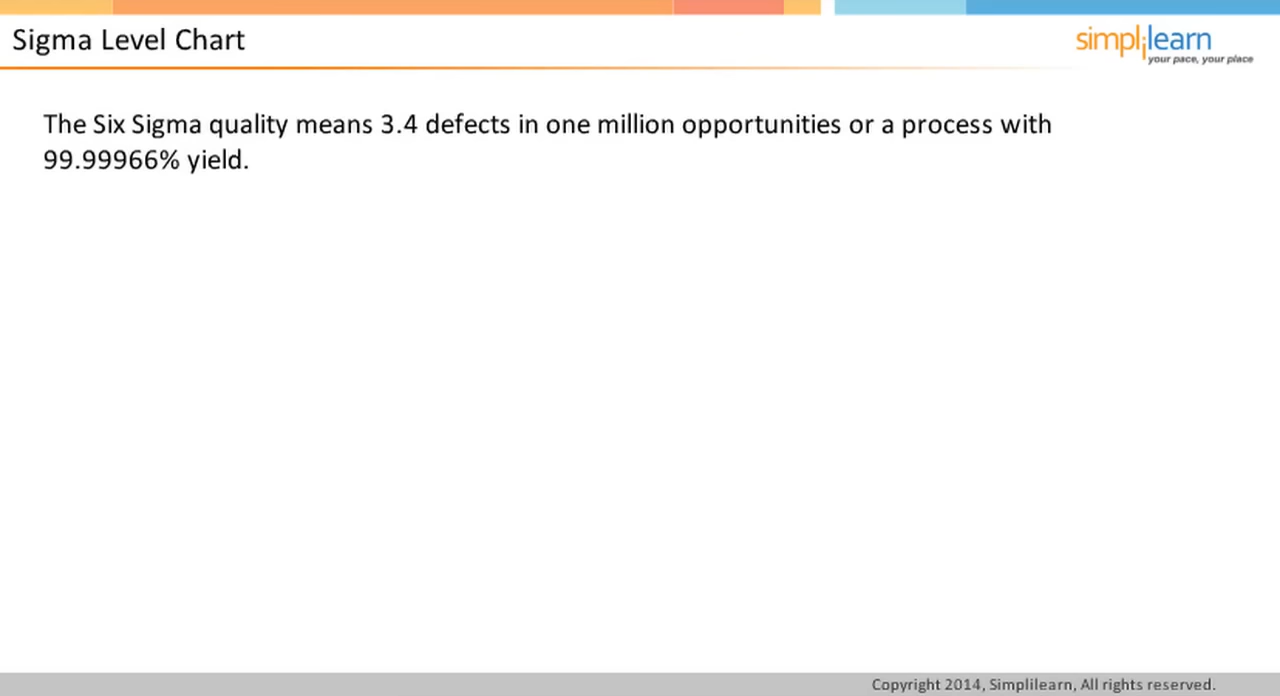 Sigma Level Chart
simplilearn
your pace, your place
The Six Sigma quality means 3.4 defects in one million opportunities or a process with
99.99966% yield.
Copyright 2014, Simplilearn, All rights reserved.